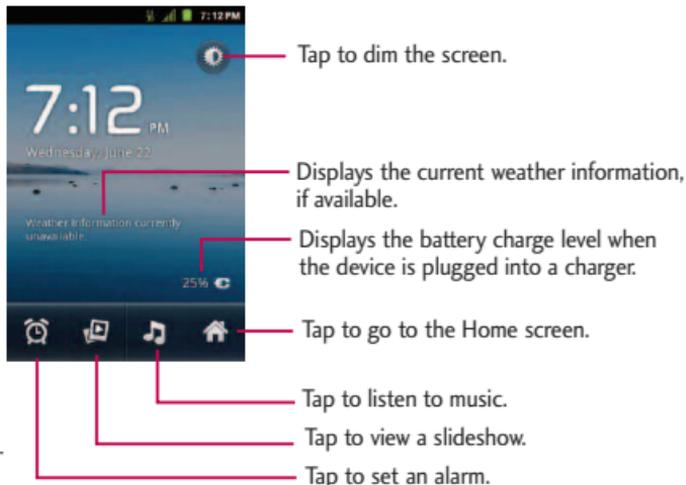 7:12 PM
Tap to dim the screen.
7:12 PM
Wednesday, June 22
Displays the current weather information,
if available.
Weather information currently
unavailable.
Displays the battery charge level when
the device is plugged into a charger.
25%
Tap to go to the Home screen.
Tap to listen to music.
Tap to view a slideshow.
Tap to set an alarm.